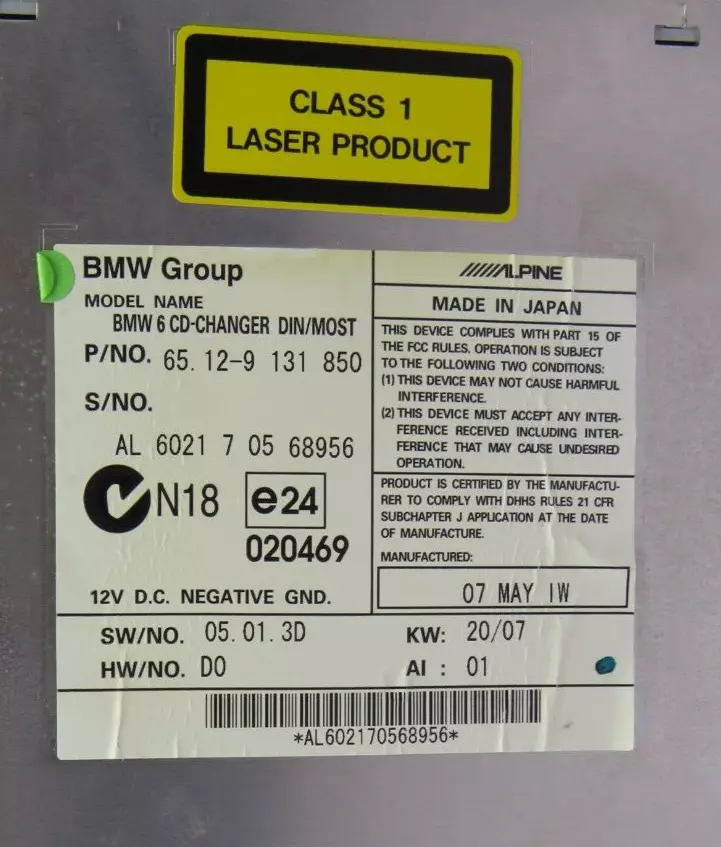 CLASS 1
LASER PRODUCT
BMW Group
MODEL NAME
BMW 6 CD-CHANGER DIN/MOST
P/NO. 65. 12-9 131 850
S/NO.
AL 6021 7 05 68956
N18 e24
020469
12V D.C. NEGATIVE GND.
ALPINE
MADE IN JAPAN
THIS DEVICE COMPLIES WITH PART 15 OF
THE FCC RULES. OPERATION IS SUBJECT
TO THE FOLLOWING TWO CONDITIONS:
(1) THIS DEVICE MAY NOT CAUSE HARMFUL
INTERFERENCE.
(2) THIS DEVICE MUST ACCEPT ANY INTER-
FERENCE RECEIVED INCLUDING INTER-
FERENCE THAT MAY CAUSE UNDESIRED
OPERATION.
PRODUCT IS CERTIFIED BY THE MANUFACTU-
RER TO COMPLY WITH DHHS RULES 21 CFR
SUBCHAPTER J APPLICATION AT THE DATE
OF MANUFACTURE.
MANUFACTURED:
07 MAY IW
SW/NO. 05. 01. 3D KW: 20/07
HW/NO. D0 AI : 01
*AL602170568956*